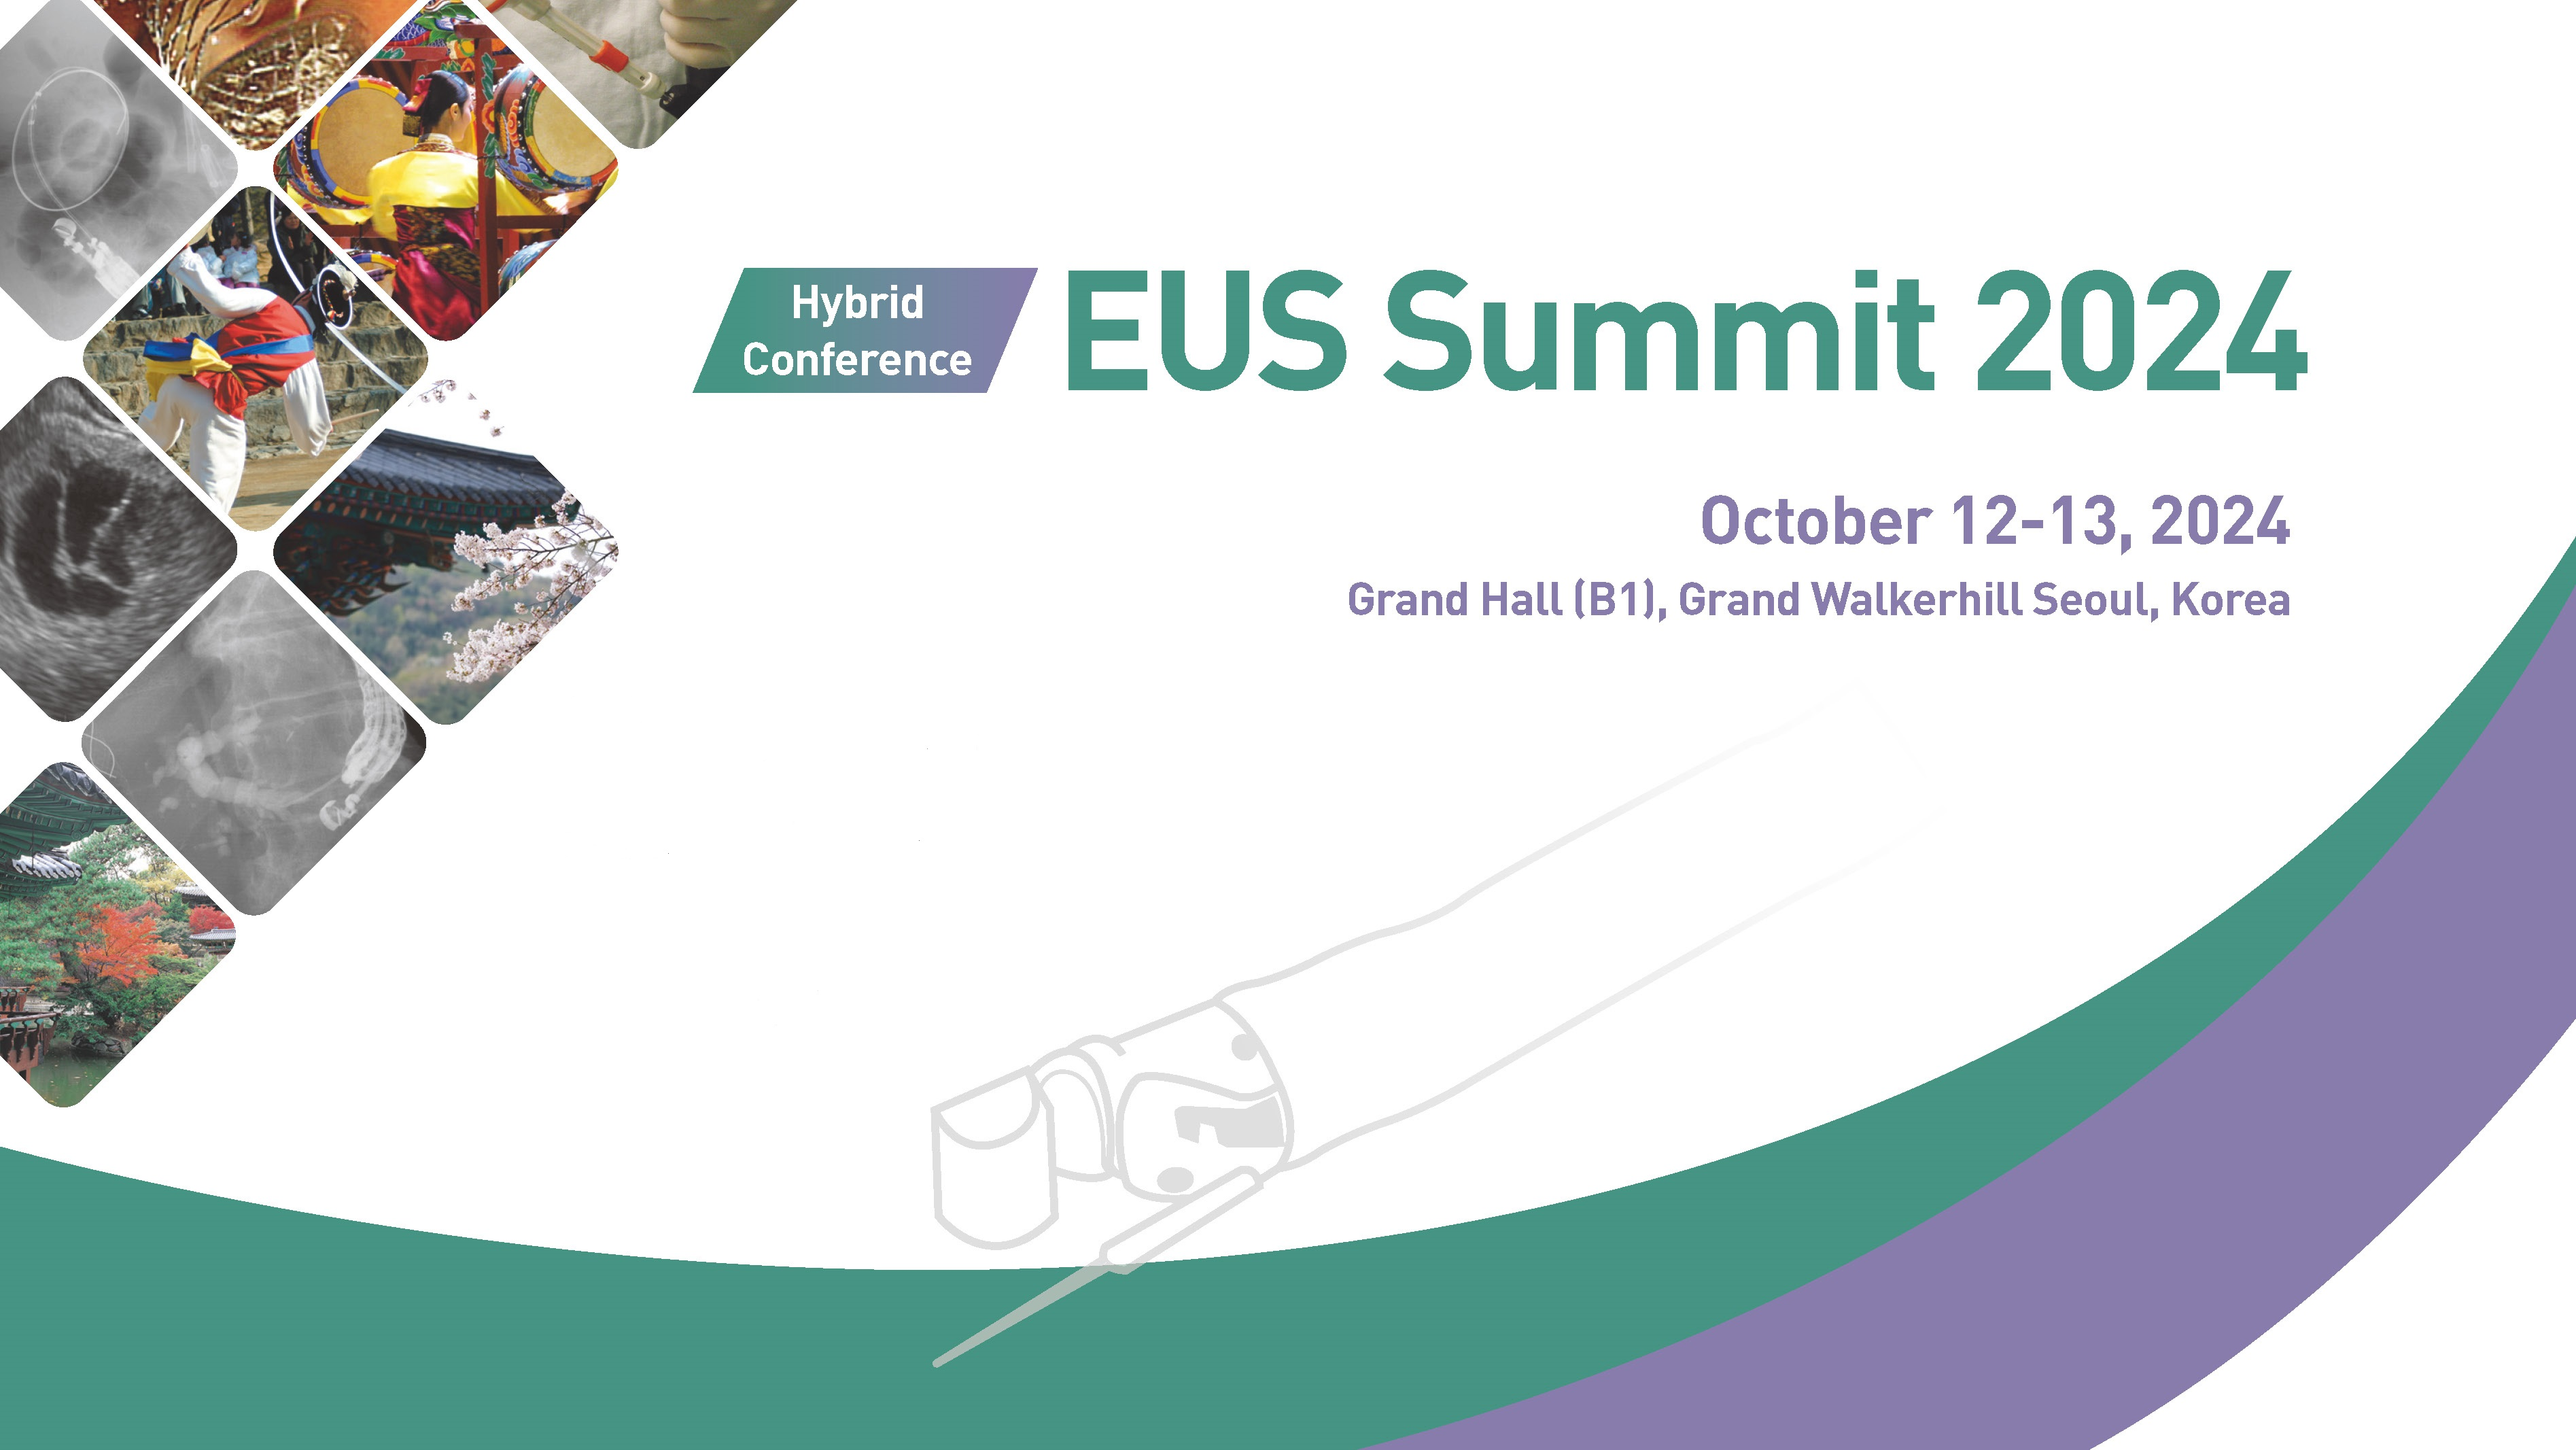 Hybrid
Conference
EUS Summit 2024
October 12-13, 2024
Grand Hall (B1), Grand Walkerhill Seoul, Korea